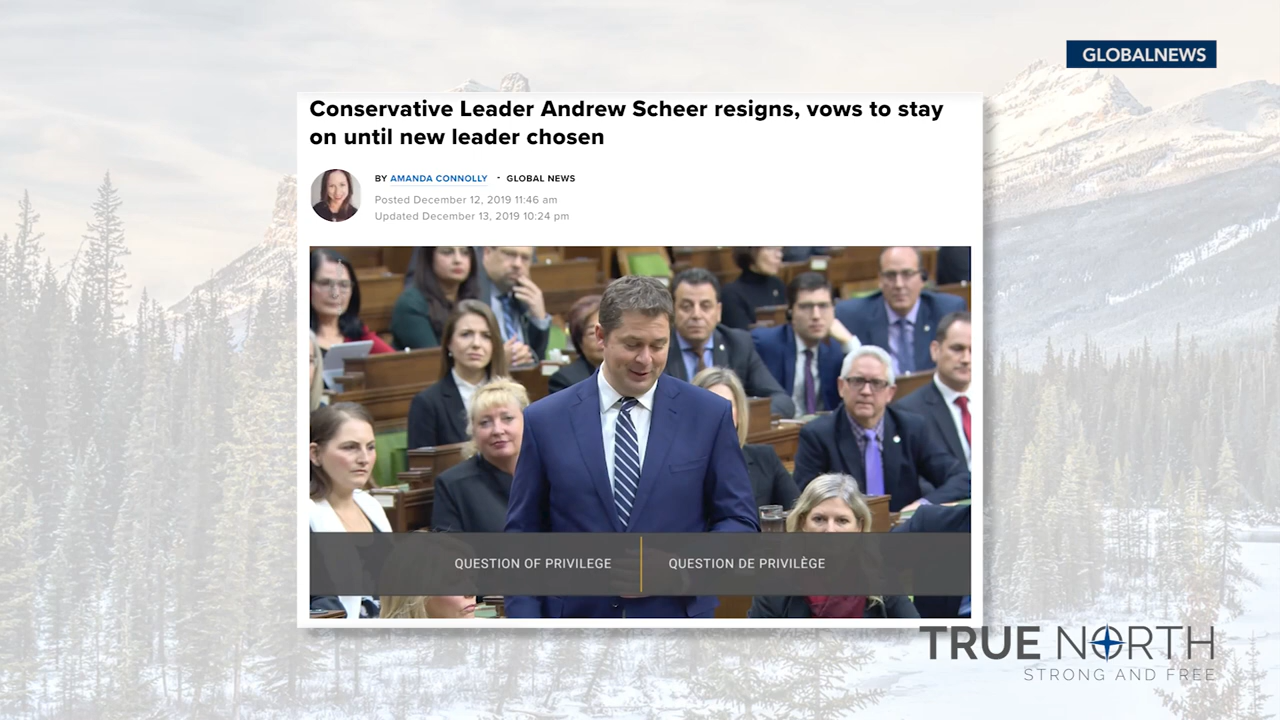 GLOBALNEWS
Conservative Leader Andrew Scheer resigns, vows to stay
on until new leader chosen
BY AMANDA CONNOLLY · GLOBAL NEWS
Posted December 12, 2019 11:46 am
Updated December 13, 2019 10:24 pm
QUESTION OF PRIVILEGE
QUESTION DE PRIVILÈGE
TRUE NORTH
STRONG AND FREE